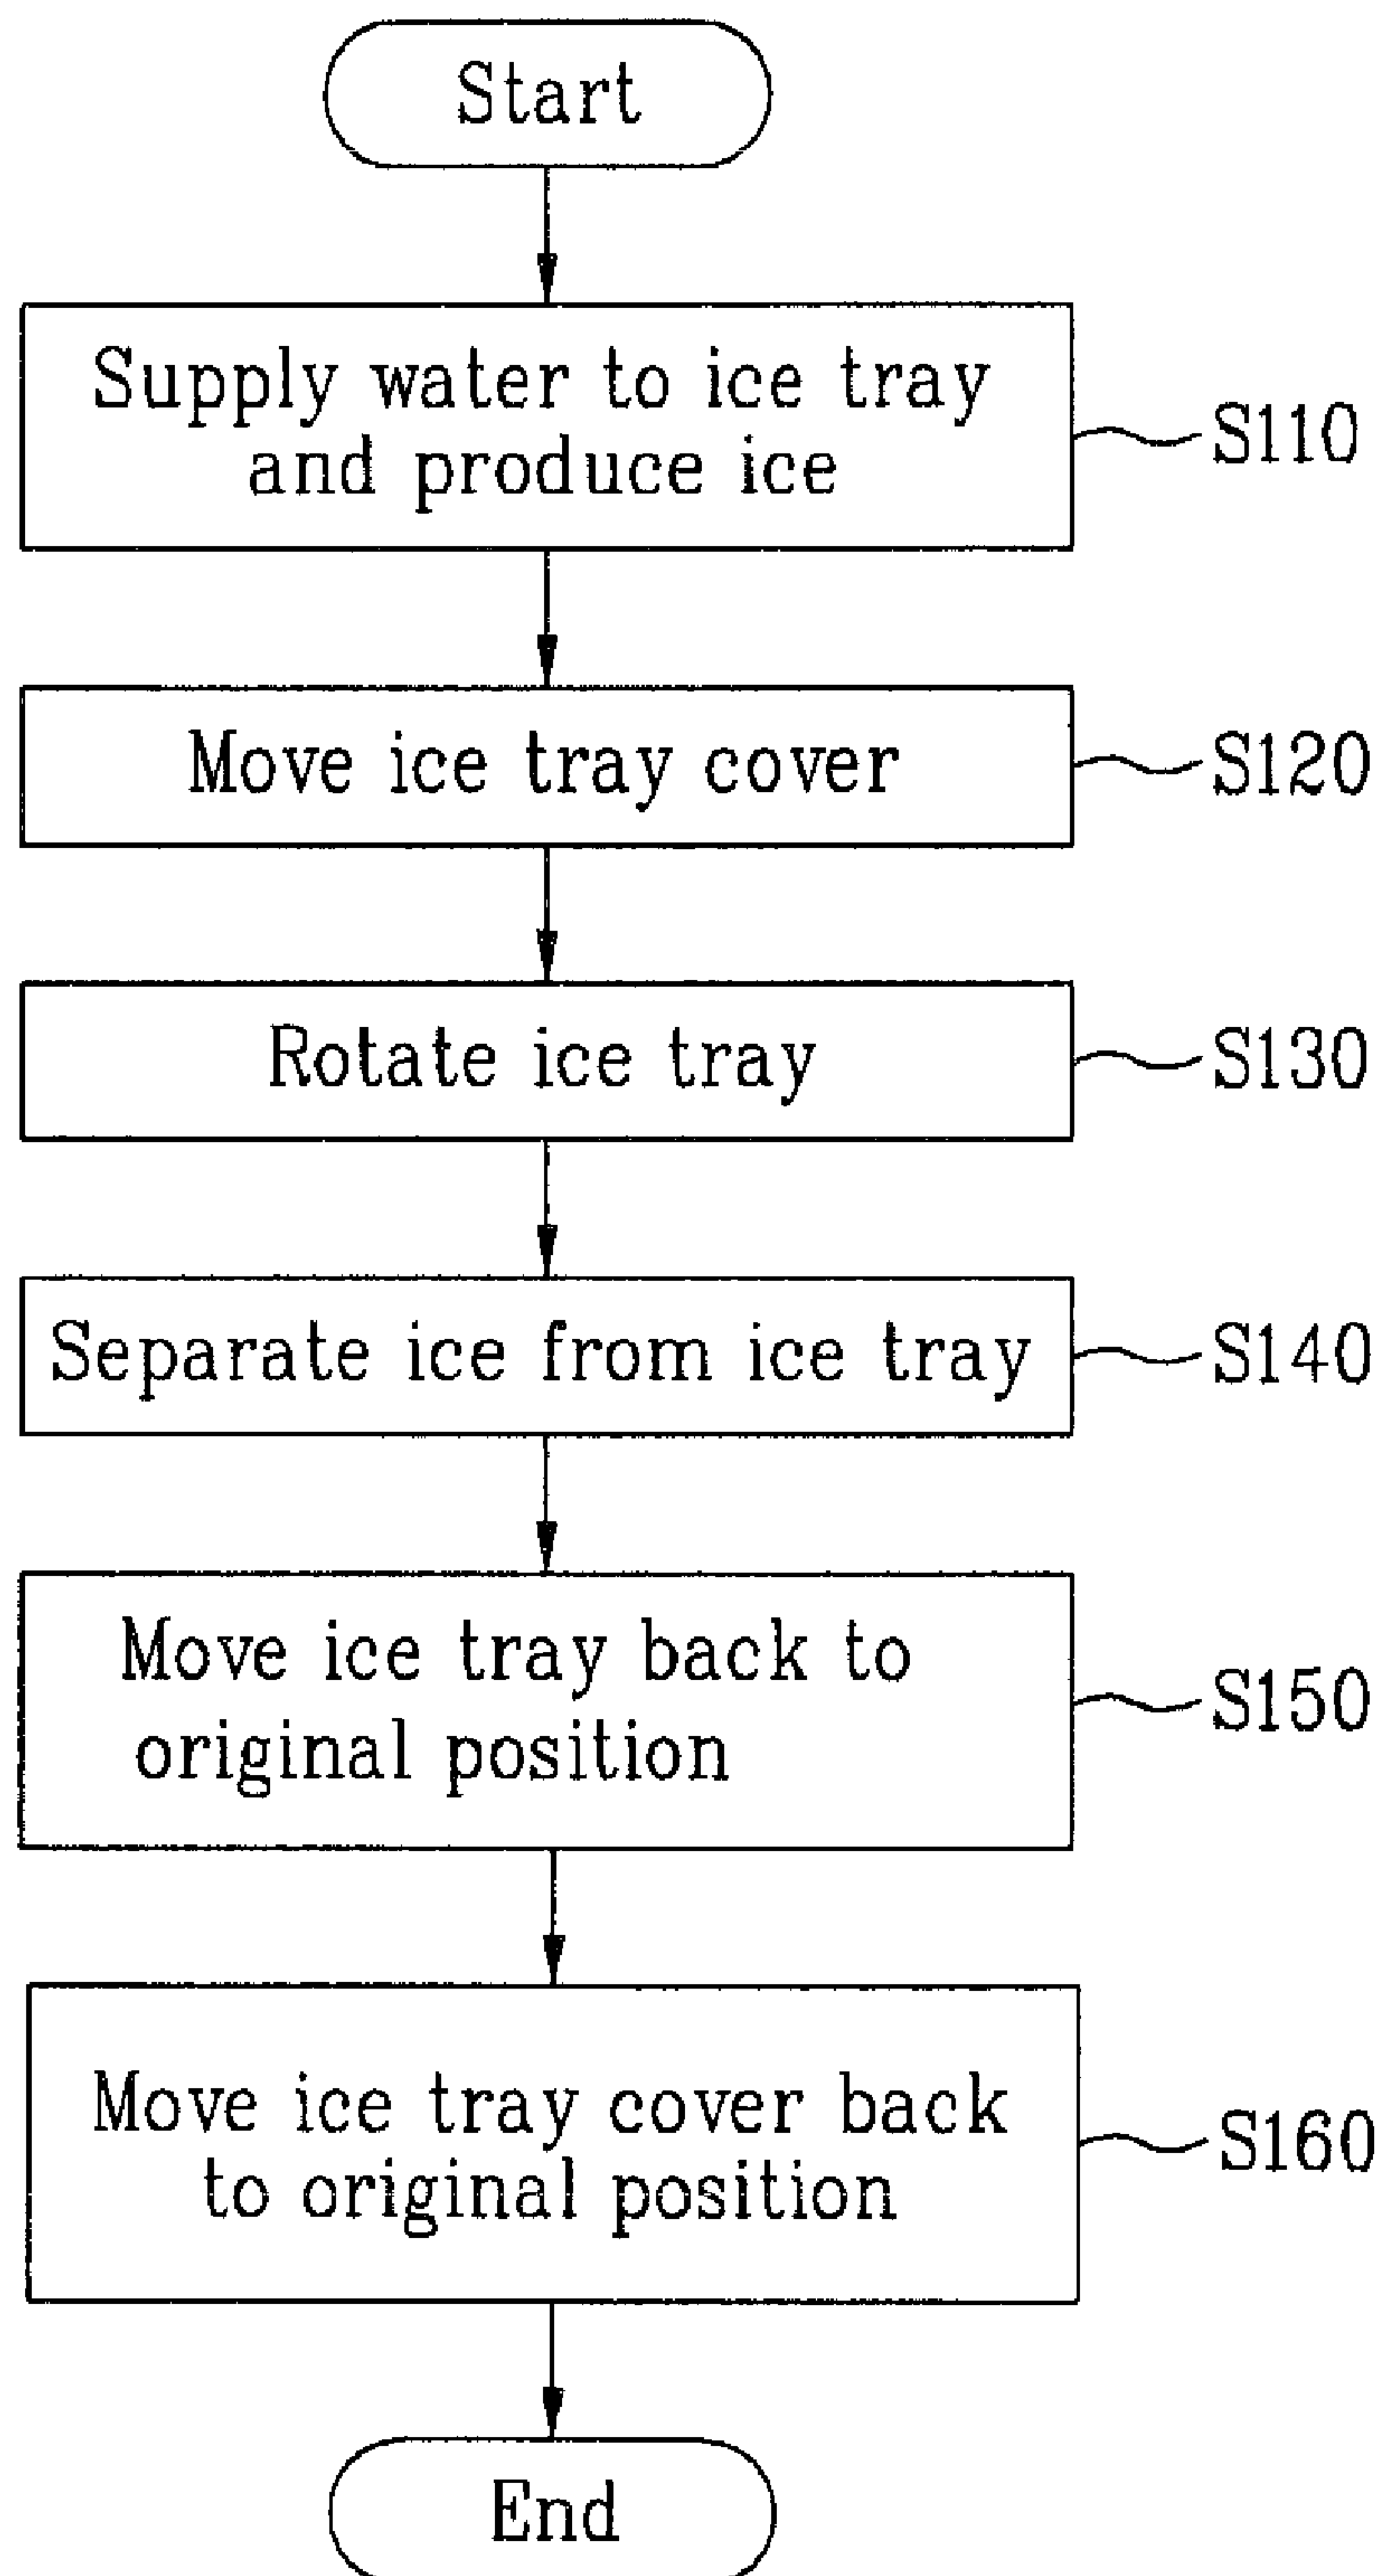 Start
Supply water to ice tray
and produce ice
S110
Move ice tray cover
S120
Rotate ice tray
S130
Separate ice from ice tray
S140
Move ice tray back to
original position
S150
Move ice tray cover back
to original position
S160
End